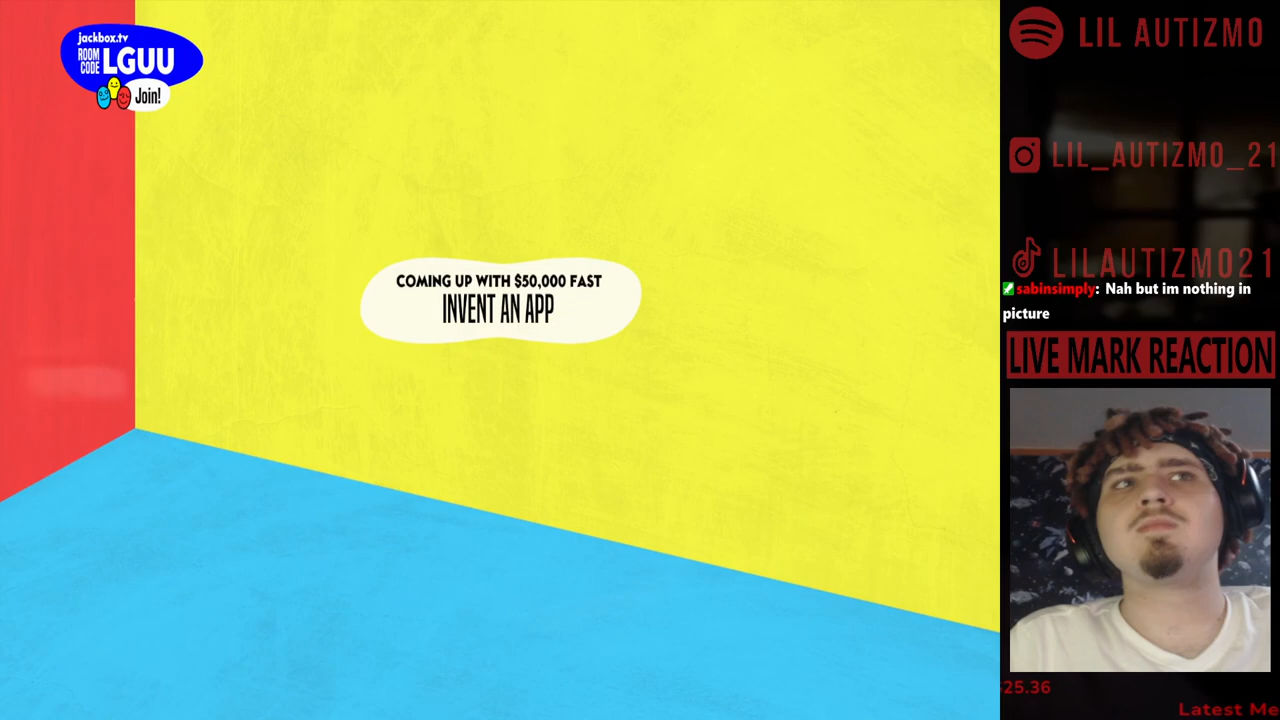 jackbox.tv
ROOM CODE LGUU
Join!
COMING UP WITH $50,000 FAST
INVENT AN APP
LIL AUTIZMO
LIL_AUTIZMO_21
LILAUTIZMO21
sabinsimply: Nah but im nothing in
picture
LIVE MARK REACTION
25.36
Latest Me